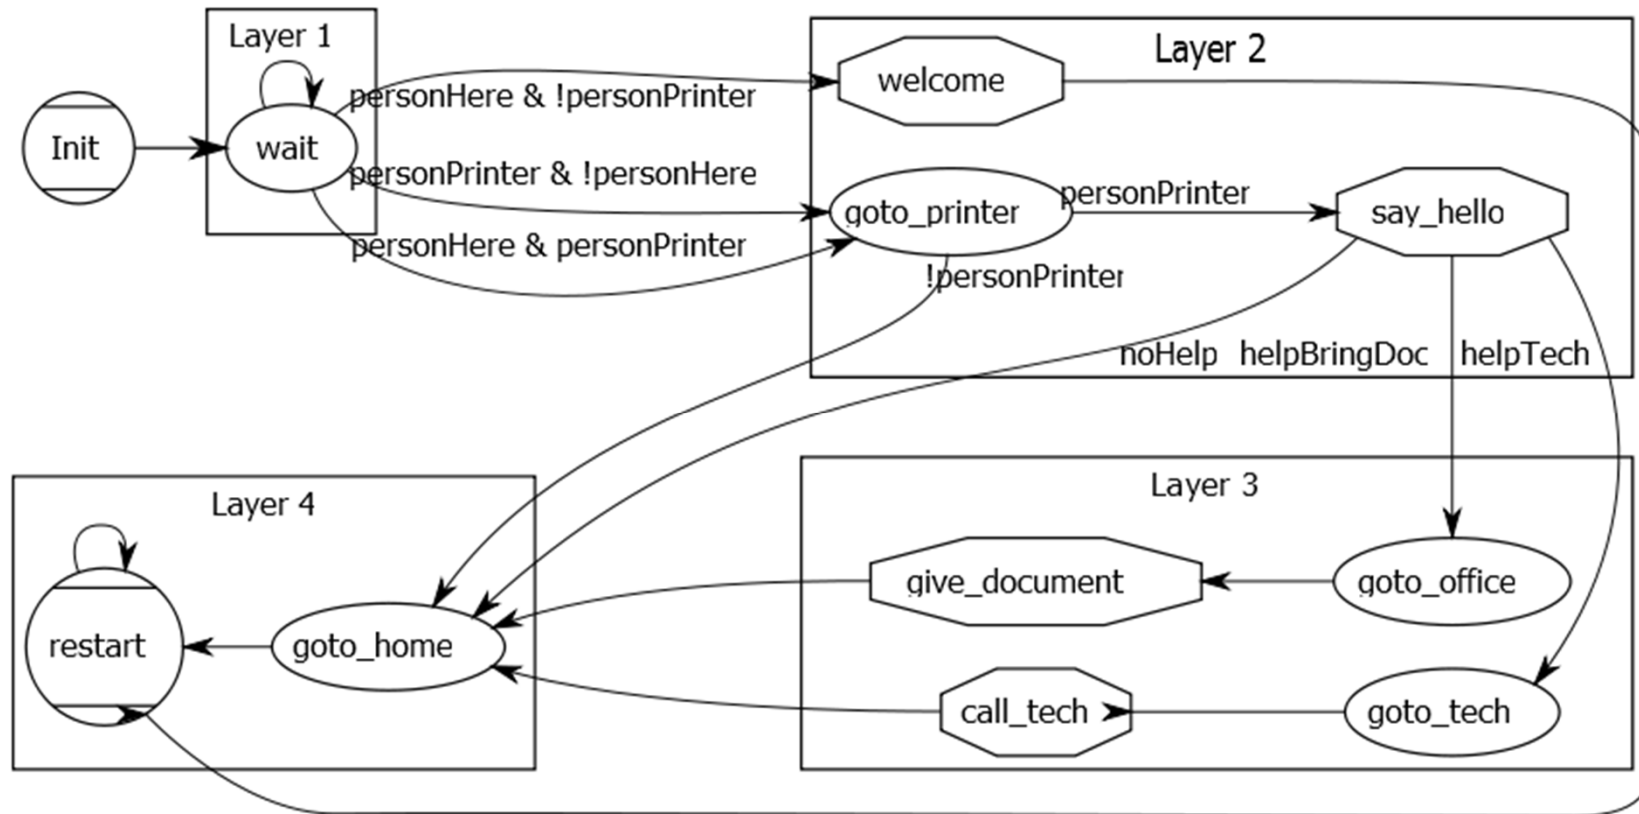 Layer 1
Layer 2
welcome
personHere & !personPrinter
Init
wait
personPrinter & !personHere
goto_printer
personPrinter
say_hello
personHere & personPrinter
!personPrinter
noHelp helpBringDoc helpTech
Layer 3
Layer 4
give_document
goto_office
restart
goto_home
call_tech
goto_tech